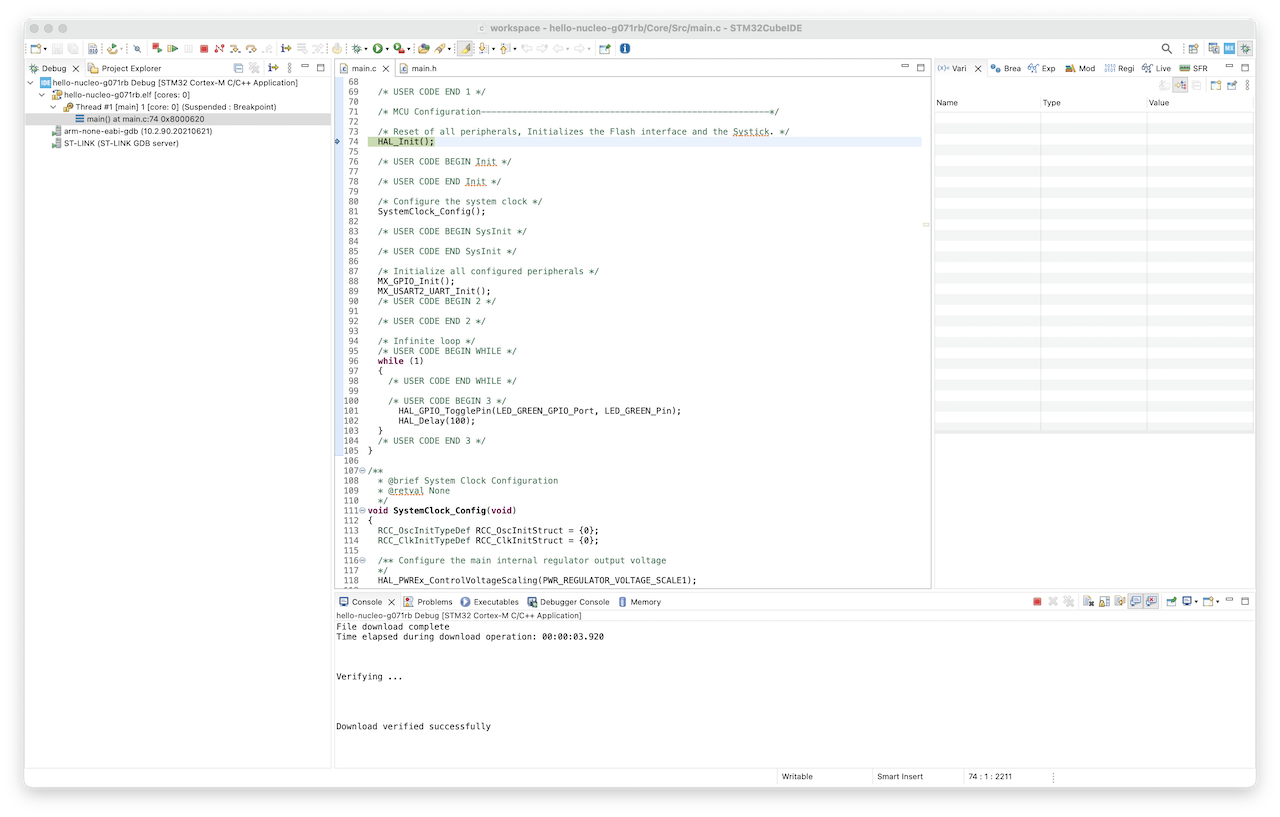 workspace - hello-nucleo-g071rb/Core/Src/main.c - STM32CubeIDE
Debug
Project Explorer
hello-nucleo-g071rb Debug [STM32 Cortex-M C/C++ Application]
hello-nucleo-g071rb.elf [cores: 0]
Thread #1 [main] 1 [core: 0] (Suspended : Breakpoint)
main() at main.c:74 0x8000620
arm-none-eabi-gdb (10.2.90.20210621)
ST-LINK (ST-LINK GDB server)
main.c
main.h
68
69 /* USER CODE END 1 */
70
71 /* MCU Configuration--------------------------------------------------------*/
72
73 /* Reset of all peripherals, Initializes the Flash interface and the Systick. */
74 HAL_Init();
75
76 /* USER CODE BEGIN Init */
77
78 /* USER CODE END Init */
79
80 /* Configure the system clock */
81 SystemClock_Config();
82
83 /* USER CODE BEGIN SysInit */
84
85 /* USER CODE END SysInit */
86
87 /* Initialize all configured peripherals */
88 MX_GPIO_Init();
89 MX_USART2_UART_Init();
90 /* USER CODE BEGIN 2 */
91
92 /* USER CODE END 2 */
93
94 /* Infinite loop */
95 /* USER CODE BEGIN WHILE */
96 while (1)
97 {
98 /* USER CODE END WHILE */
99
100 /* USER CODE BEGIN 3 */
101 HAL_GPIO_TogglePin(LED_GREEN_GPIO_Port, LED_GREEN_Pin);
102 HAL_Delay(100);
103 }
104 /* USER CODE END 3 */
105 }
106
107 /**
108 * @brief System Clock Configuration
109 * @retval None
110 */
111 void SystemClock_Config(void)
112 {
113 RCC_OscInitTypeDef RCC_OscInitStruct = {0};
114 RCC_ClkInitTypeDef RCC_ClkInitStruct = {0};
115
116 /** Configure the main internal regulator output voltage
117 */
118 HAL_PWREx_ControlVoltageScaling(PWR_REGULATOR_VOLTAGE_SCALE1);
(x)= Vari
Brea
Exp
Mod
Regi
Live
SFR
Name Type Value
Console
Problems
Executables
Debugger Console
Memory
hello-nucleo-g071rb Debug [STM32 Cortex-M C/C++ Application]
File download complete
Time elapsed during download operation: 00:00:03.920
Verifying ...
Download verified successfully
Writable
Smart Insert
74 : 1 : 2211